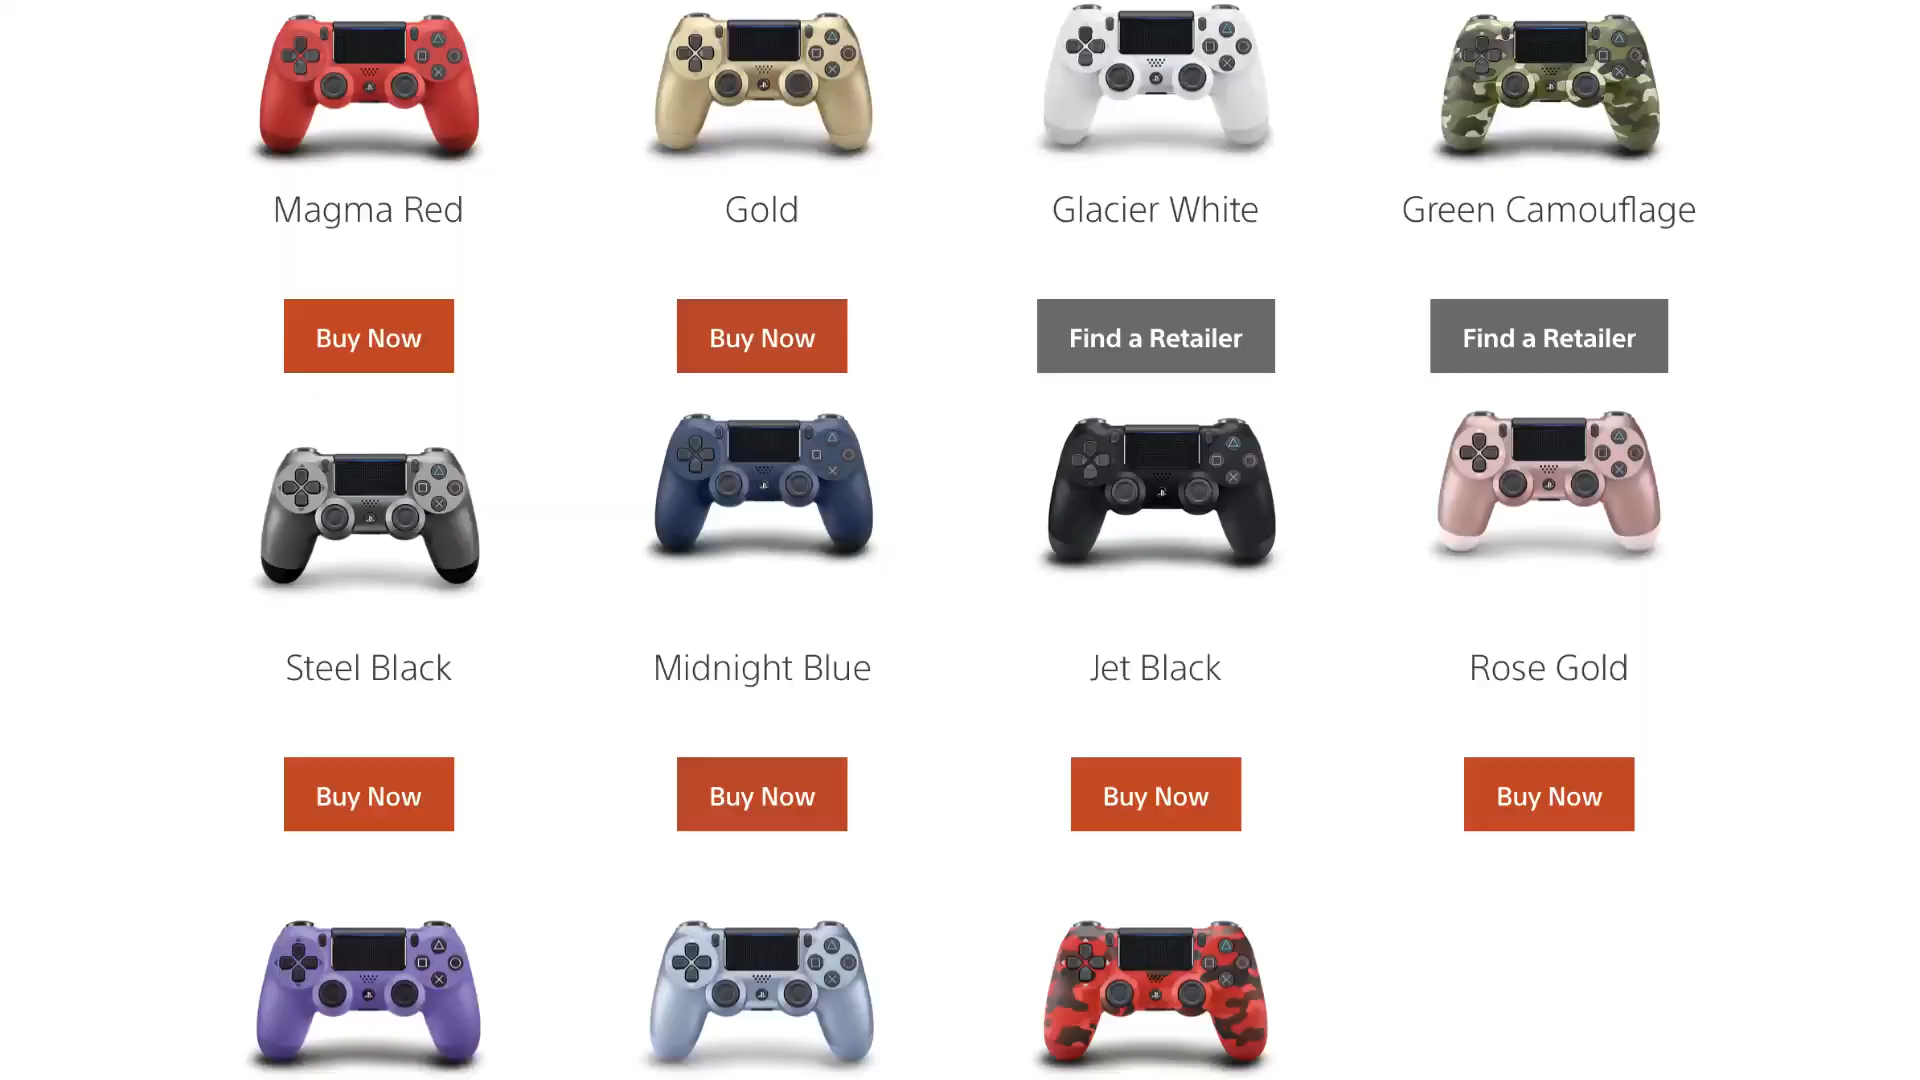 Magma Red
Gold
Glacier White
Green Camouflage
Buy Now
Buy Now
Find a Retailer
Find a Retailer
Steel Black
Midnight Blue
Jet Black
Rose Gold
Buy Now
Buy Now
Buy Now
Buy Now